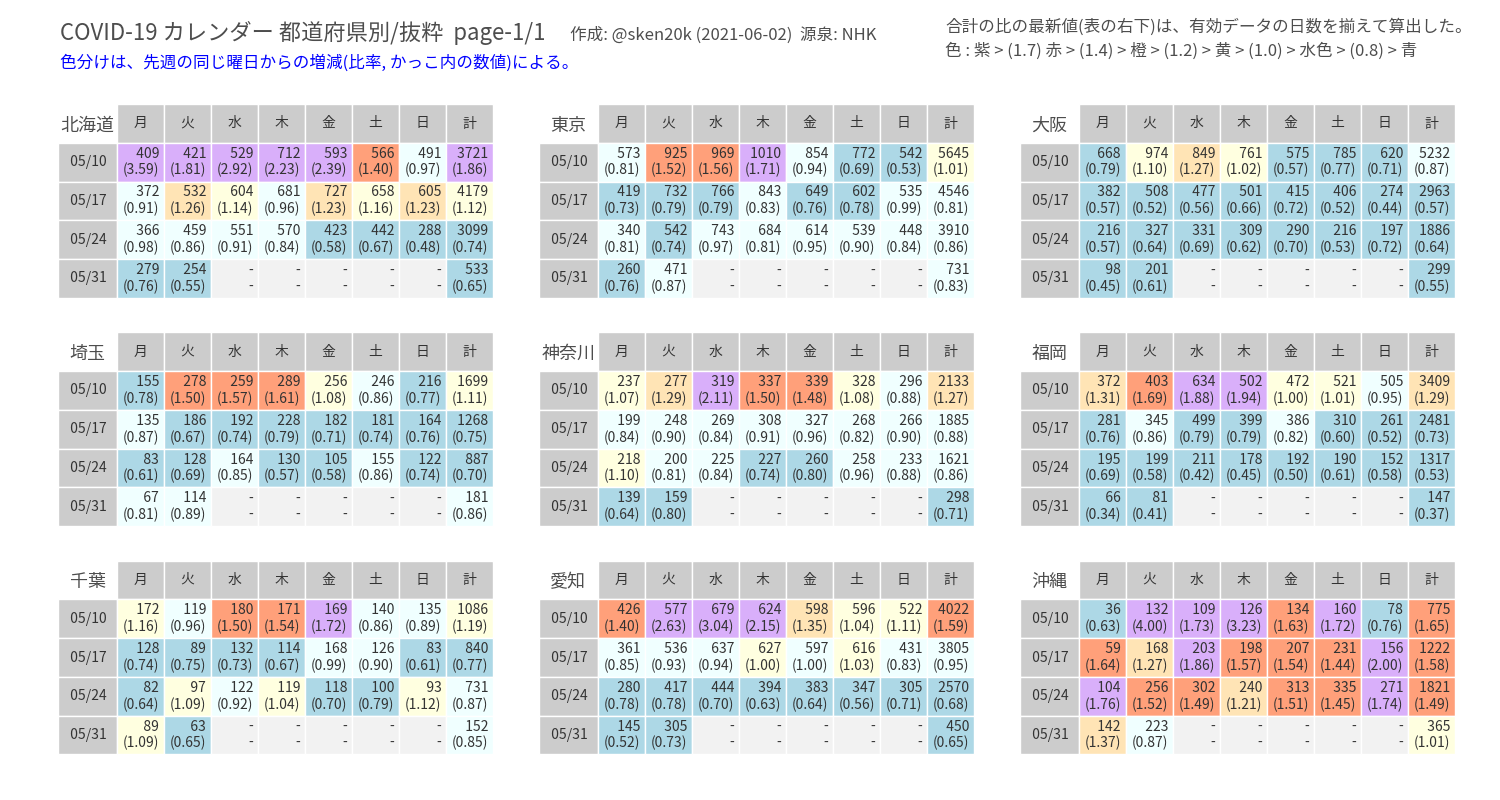 COVID-19 カレンダー 都道府県別/抜粋 page-1/1 作成: @sken20k (2021-06-02) 源泉: NHK
色分けは、先週の同じ曜日からの増減(比率, かっこ内の数値)による。
合計の比の最新値(表の右下)は、有効データの日数を揃えて算出した。
色 : 紫 > (1.7) 赤 > (1.4) 橙 > (1.2) 黄 > (1.0) > 水色 > (0.8) > 青
北海道 月 火 水 木 金 土 日 計
05/10 409 421 529 712 593 566 491 3721
(3.59) (1.81) (2.92) (2.23) (2.39) (1.40) (0.97) (1.86)
05/17 372 532 604 681 727 658 605 4179
(0.91) (1.26) (1.14) (0.96) (1.23) (1.16) (1.23) (1.12)
05/24 366 459 551 570 423 442 288 3099
(0.98) (0.86) (0.91) (0.84) (0.58) (0.67) (0.48) (0.74)
05/31 279 254 - - - - - 533
(0.76) (0.55) - - - - - (0.65)
東京 月 火 水 木 金 土 日 計
05/10 573 925 969 1010 854 772 542 5645
(0.81) (1.52) (1.56) (1.71) (0.94) (0.69) (0.53) (1.01)
05/17 419 732 766 843 649 602 535 4546
(0.73) (0.79) (0.79) (0.83) (0.76) (0.78) (0.99) (0.81)
05/24 340 542 743 684 614 539 448 3910
(0.81) (0.74) (0.97) (0.81) (0.95) (0.90) (0.84) (0.86)
05/31 260 471 - - - - - 731
(0.76) (0.87) - - - - - (0.83)
大阪 月 火 水 木 金 土 日 計
05/10 668 974 849 761 575 785 620 5232
(0.79) (1.10) (1.27) (1.02) (0.57) (0.77) (0.71) (0.87)
05/17 382 508 477 501 415 406 274 2963
(0.57) (0.52) (0.56) (0.66) (0.72) (0.52) (0.44) (0.57)
05/24 216 327 331 309 290 216 197 1886
(0.57) (0.64) (0.69) (0.62) (0.70) (0.53) (0.72) (0.64)
05/31 98 201 - - - - - 299
(0.45) (0.61) - - - - - (0.55)
埼玉 月 火 水 木 金 土 日 計
05/10 155 278 259 289 256 246 216 1699
(0.78) (1.50) (1.57) (1.61) (1.08) (0.86) (0.77) (1.11)
05/17 135 186 192 228 182 181 164 1268
(0.87) (0.67) (0.74) (0.79) (0.71) (0.74) (0.76) (0.75)
05/24 83 128 164 130 105 155 122 887
(0.61) (0.69) (0.85) (0.57) (0.58) (0.86) (0.74) (0.70)
05/31 67 114 - - - - - 181
(0.81) (0.89) - - - - - (0.86)
神奈川 月 火 水 木 金 土 日 計
05/10 237 277 319 337 339 328 296 2133
(1.07) (1.29) (2.11) (1.50) (1.48) (1.08) (0.88) (1.27)
05/17 199 248 269 308 327 268 266 1885
(0.84) (0.90) (0.84) (0.91) (0.96) (0.82) (0.90) (0.88)
05/24 218 200 225 227 260 258 233 1621
(1.10) (0.81) (0.84) (0.74) (0.80) (0.96) (0.88) (0.86)
05/31 139 159 - - - - - 298
(0.64) (0.80) - - - - - (0.71)
福岡 月 火 水 木 金 土 日 計
05/10 372 403 634 502 472 521 505 3409
(1.31) (1.69) (1.88) (1.94) (1.00) (1.01) (0.95) (1.29)
05/17 281 345 499 399 386 310 261 2481
(0.76) (0.86) (0.79) (0.79) (0.82) (0.60) (0.52) (0.73)
05/24 195 199 211 178 192 190 152 1317
(0.69) (0.58) (0.42) (0.45) (0.50) (0.61) (0.58) (0.53)
05/31 66 81 - - - - - 147
(0.34) (0.41) - - - - - (0.37)
千葉 月 火 水 木 金 土 日 計
05/10 172 119 180 171 169 140 135 1086
(1.16) (0.96) (1.50) (1.54) (1.72) (0.86) (0.89) (1.19)
05/17 128 89 132 114 168 126 83 840
(0.74) (0.75) (0.73) (0.67) (0.99) (0.90) (0.61) (0.77)
05/24 82 97 122 119 118 100 93 731
(0.64) (1.09) (0.92) (1.04) (0.70) (0.79) (1.12) (0.87)
05/31 89 63 - - - - - 152
(1.09) (0.65) - - - - - (0.85)
愛知 月 火 水 木 金 土 日 計
05/10 426 577 679 624 598 596 522 4022
(1.40) (2.63) (3.04) (2.15) (1.35) (1.04) (1.11) (1.59)
05/17 361 536 637 627 597 616 431 3805
(0.85) (0.93) (0.94) (1.00) (1.00) (1.03) (0.83) (0.95)
05/24 280 417 444 394 383 347 305 2570
(0.78) (0.78) (0.70) (0.63) (0.64) (0.56) (0.71) (0.68)
05/31 145 305 - - - - - 450
(0.52) (0.73) - - - - - (0.65)
沖縄 月 火 水 木 金 土 日 計
05/10 36 132 109 126 134 160 78 775
(0.63) (4.00) (1.73) (3.23) (1.63) (1.72) (0.76) (1.65)
05/17 59 168 203 198 207 231 156 1222
(1.64) (1.27) (1.86) (1.57) (1.54) (1.44) (2.00) (1.58)
05/24 104 256 302 240 313 335 271 1821
(1.76) (1.52) (1.49) (1.21) (1.51) (1.45) (1.74) (1.49)
05/31 142 223 - - - - - 365
(1.37) (0.87) - - - - - (1.01)